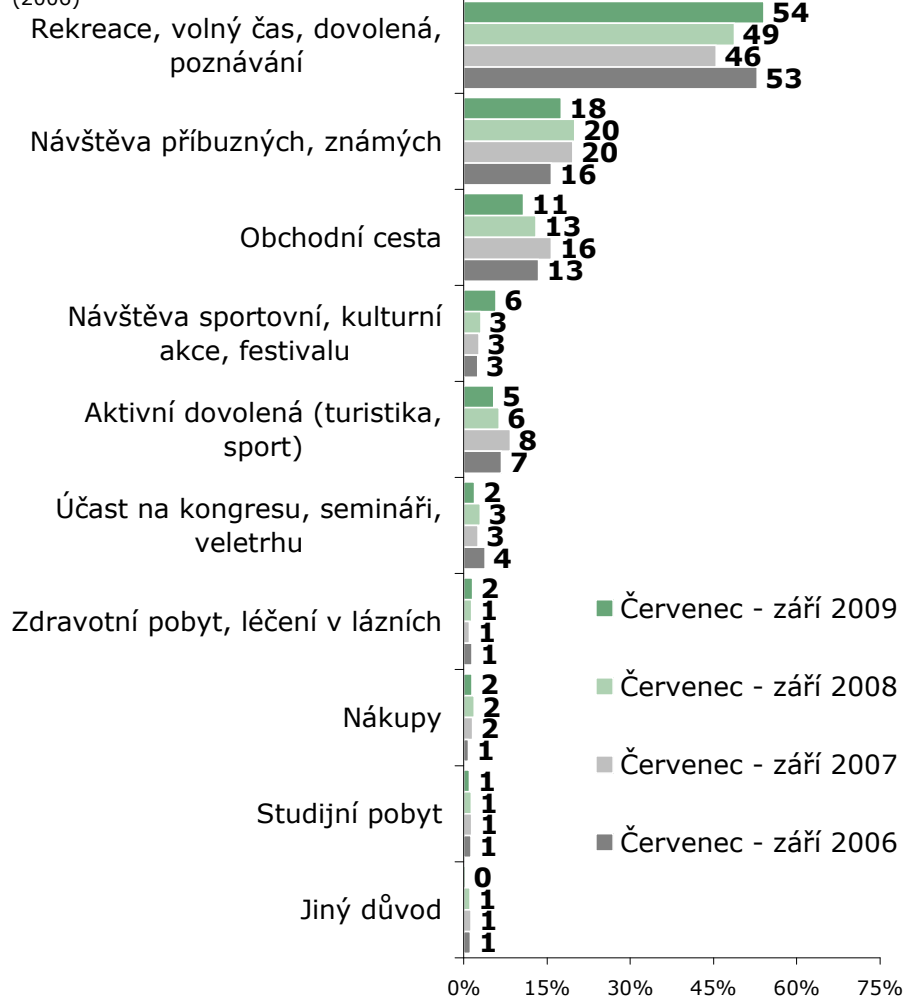 Rekreace, volný čas, dovolená,
poznávání
54
49
46
53
Návštěva příbuzných, známých
18
20
20
16
Obchodní cesta
11
13
16
13
Návštěva sportovní, kulturní
akce, festivalu
6
3
3
3
Aktivní dovolená (turistika,
sport)
5
6
8
7
Účast na kongresu, semináři,
veletrhu
2
3
3
4
Zdravotní pobyt, léčení v lázních
2
1
1
1
Nákupy
2
2
2
1
Studijní pobyt
1
1
1
1
Jiný důvod
0
1
1
1
Červenec - září 2009
Červenec - září 2008
Červenec - září 2007
Červenec - září 2006
0% 15% 30% 45% 60% 75%